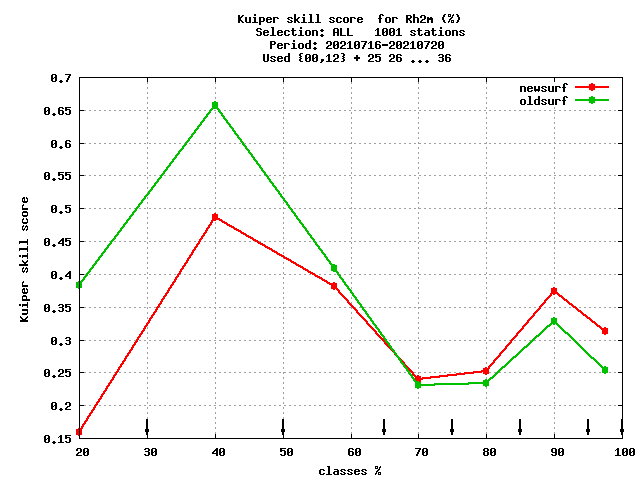 Kuiper skill score  for Rh2m (%)
Selection: ALL   1001 stations
Period: 20210716-20210720
Used {00,12} + 25 26 ... 36
newsurf
oldsurf
0.7
0.65
0.6
0.55
0.5
0.45
0.4
0.35
0.3
0.25
0.2
0.15
Kuiper skill score
20 30 40 50 60 70 80 90 100
classes %